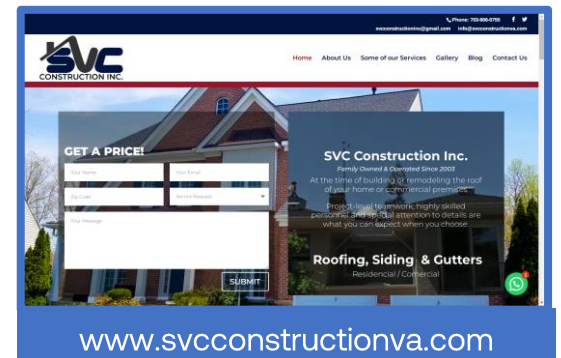 Phone: 703-906-0755
svcconstructioninc@gmail.com info@svcconstructionva.com
SVC
CONSTRUCTION INC.
Home About Us Some of our Services Gallery Blog Contact Us
GET A PRICE!
Your Name Your Email
Zip Code Service Request
Your Message
SUBMIT
SVC Construction Inc.
Family Owned & Operated Since 2003
At the time of building or remodeling the roof
of your home or commercial premises
Project-level teamwork, highly skilled
personnel and special attention to details are
what you can expect when you choose
Roofing, Siding & Gutters
Residencial / Comercial
www.svcconstructionva.com